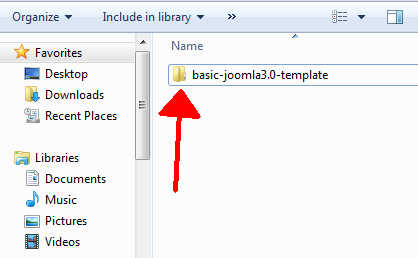 Organize Include in library »
Name
Favorites
Desktop
Downloads
Recent Places
basic-joomla3.0-template
Libraries
Documents
Music
Pictures
Videos